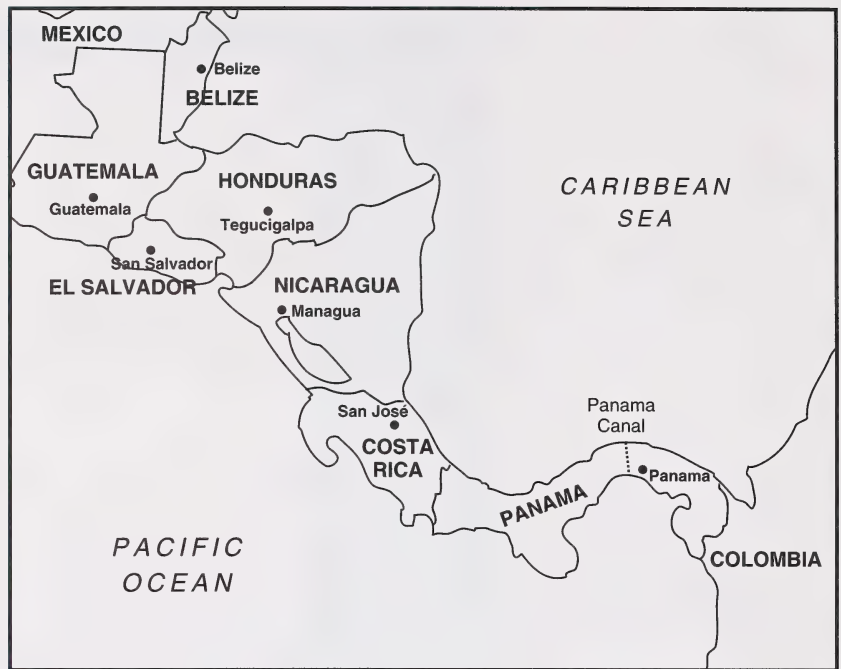 MEXICO
Belize
BELIZE
GUATEMALA
Guatemala
HONDURAS
Tegucigalpa
CARIBBEAN
SEA
San Salvador
EL SALVADOR
NICARAGUA
Managua
San José
COSTA
RICA
Panama
Canal
Panama
PANAMA
COLOMBIA
PACIFIC
OCEAN